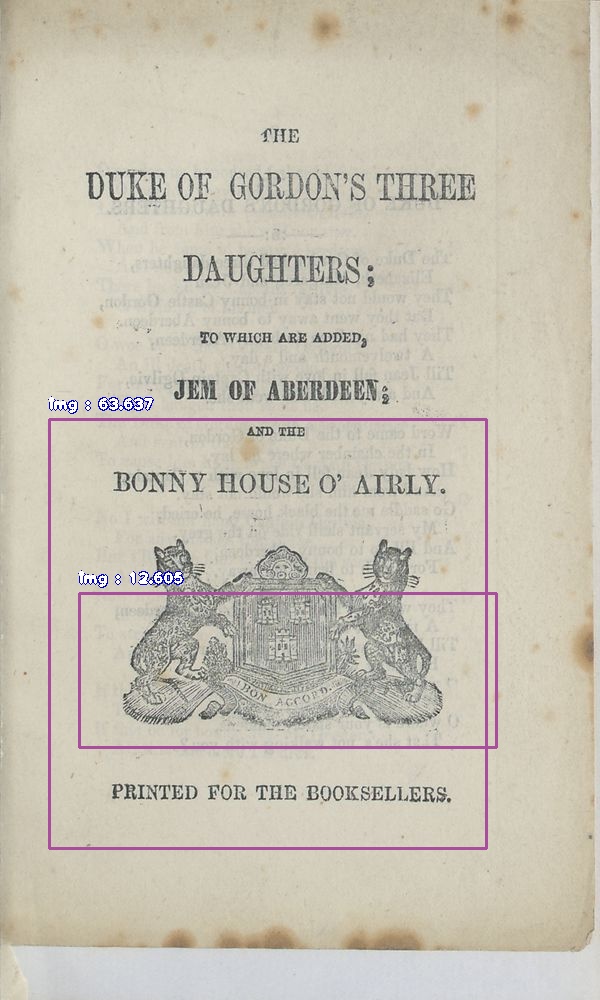 THE
DUKE OF GORDON'S THREE
DAUGHTERS;
TO WHICH ARE ADDED,
JEM OF ABERDEEN;
img : 63.637
AND THE
BONNY HOUSE O' AIRLY.
img : 12.605
BON ACCORD.
PRINTED FOR THE BOOKSELLERS.